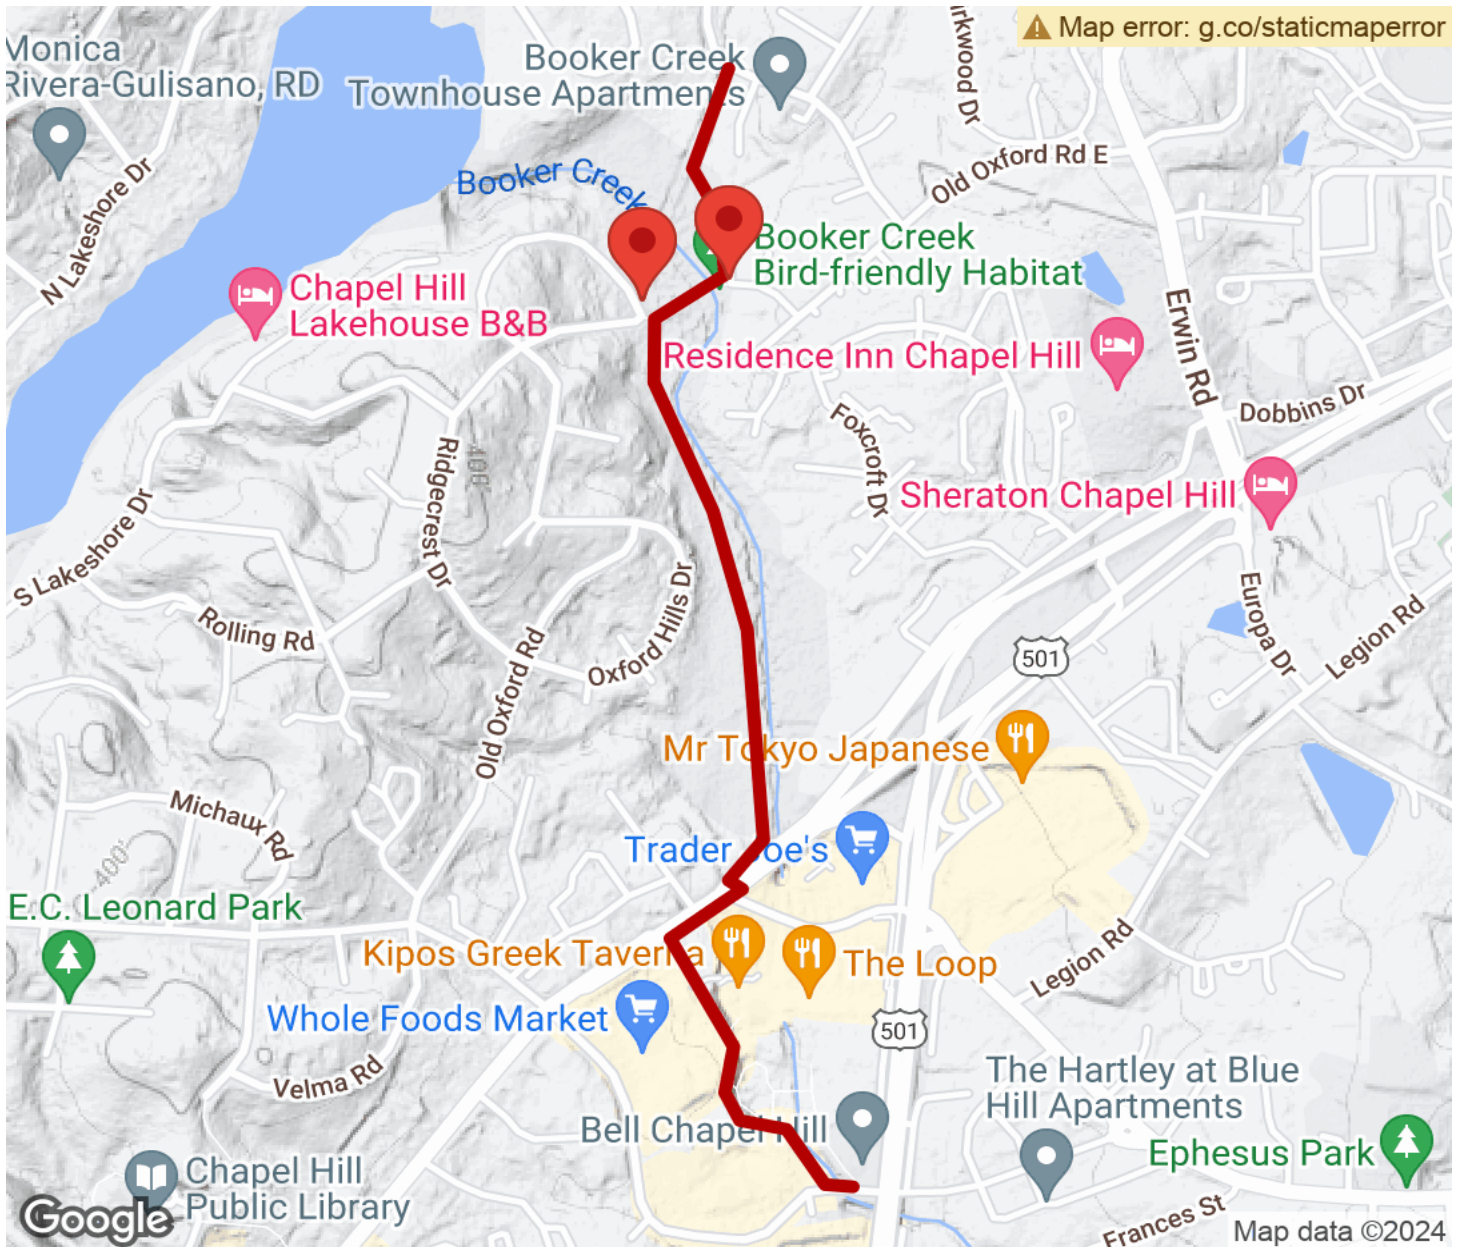 Map error: g.co/staticmaperror
Monica
Rivera-Gulisano, RD
Booker Creek
Townhouse Apartments
Kirkwood Dr
Old Oxford Rd E
N Lakeshore Dr
Booker Creek
Booker Creek
Bird-friendly Habitat
Chapel Hill
Lakehouse B&B
Residence Inn Chapel Hill
Erwin Rd
Dobbins Dr
Foxcroft Dr
Ridgecrest Dr
400'
Sheraton Chapel Hill
S Lakeshore Dr
Rolling Rd
Oxford Hills Dr
Old Oxford Rd
Europa Dr
Legion Rd
501
Mr Tokyo Japanese
Michaux Rd
400'
Trader Joe's
E.C. Leonard Park
Kipos Greek Taverna
The Loop
Legion Rd
Whole Foods Market
501
Velma Rd
The Hartley at Blue
Hill Apartments
Bell Chapel Hill
Ephesus Park
Chapel Hill
Public Library
Frances St
Google
Map data ©2024